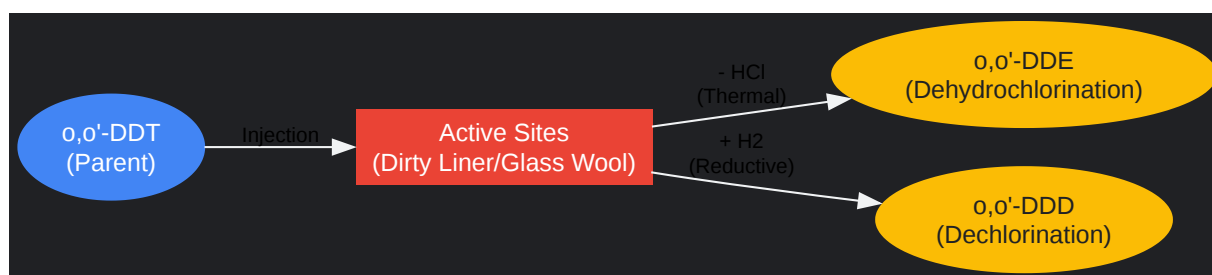 o,o'-DDT
(Parent)
Injection
Active Sites
(Dirty Liner/Glass Wool)
- HCl
(Thermal)
+ H2
(Reductive)
o,o'-DDE
(Dehydrochlorination)
o,o'-DDD
(Dechlorination)